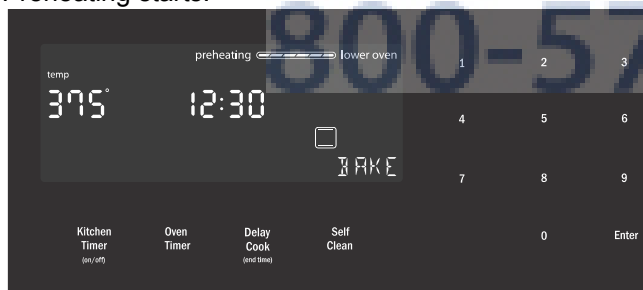 Preheating starts.
800-57
preheating lower oven
temp
375° 12:30
BAKE
1 2 3
4 5 6
7 8 9
0 Enter
Kitchen Timer (on/off)
Oven Timer
Delay Cook (end time)
Self Clean